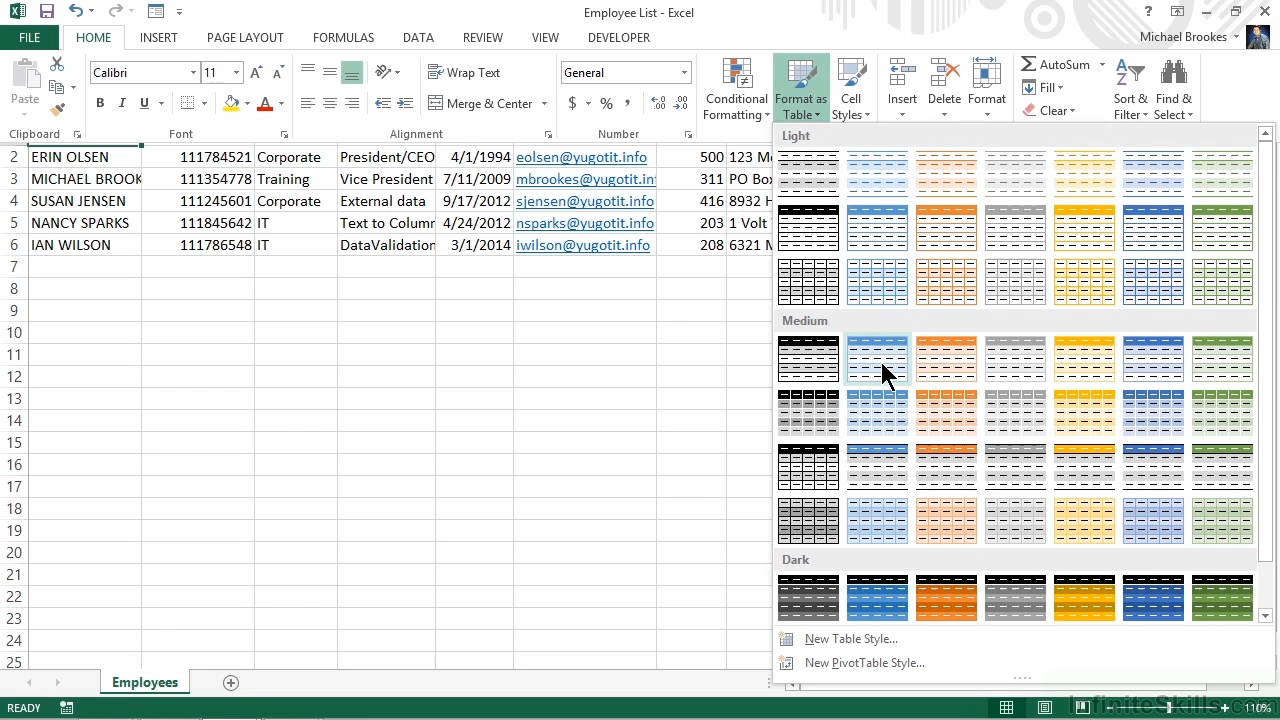 Employee List - Excel
?
FILE HOME INSERT PAGE LAYOUT FORMULAS DATA REVIEW VIEW DEVELOPER Michael Brookes
Paste
Calibri 11
B I U A
Wrap Text
Merge & Center
General
$ % ,
Conditional Formatting
Format as Table
Cell Styles
Insert Delete Format
AutoSum
Fill
Clear
Sort & Filter
Find & Select
Clipboard Font Alignment Number
2 ERIN OLSEN 111784521 Corporate President/CEO 4/1/1994 eolsen@yugotit.info 500
3 MICHAEL BROOK 111354778 Training Vice President 7/11/2009 mbrookes@yugotit.in 311 PO Box
4 SUSAN JENSEN 111245601 Corporate External data 9/17/2012 sjensen@yugotit.info 416 8932
5 NANCY SPARKS 111845642 IT Text to Column 4/24/2012 nsparks@yugotit.info 203 1 Volt
6 IAN WILSON 111786548 IT DataValidation 3/1/2014 iwilson@yugotit.info 208 6321
7
8
9
10
11
12
13
14
15
16
17
18
19
20
21
22
23
24
25
Light
Medium
Dark
New Table Style...
New PivotTable Style...
Employees
READY
InfiniteSkills.com
110%